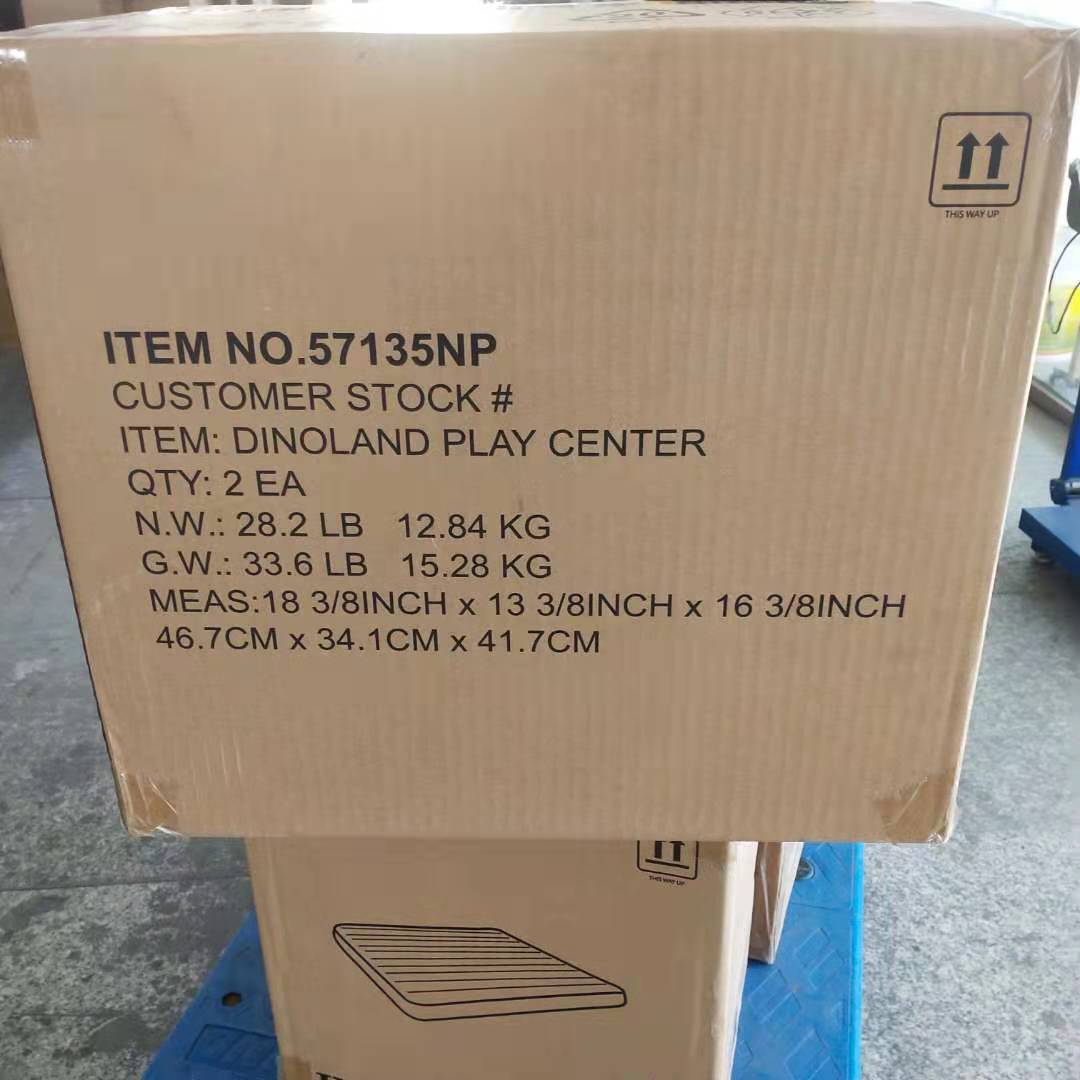 THIS WAY UP
ITEM NO.57135NP
CUSTOMER STOCK #
ITEM: DINOLAND PLAY CENTER
QTY: 2 EA
N.W.: 28.2 LB 12.84 KG
G.W.: 33.6 LB 15.28 KG
MEAS:18 3/8INCH x 13 3/8INCH x 16 3/8INCH
46.7CM x 34.1CM x 41.7CM
THIS WAY UP